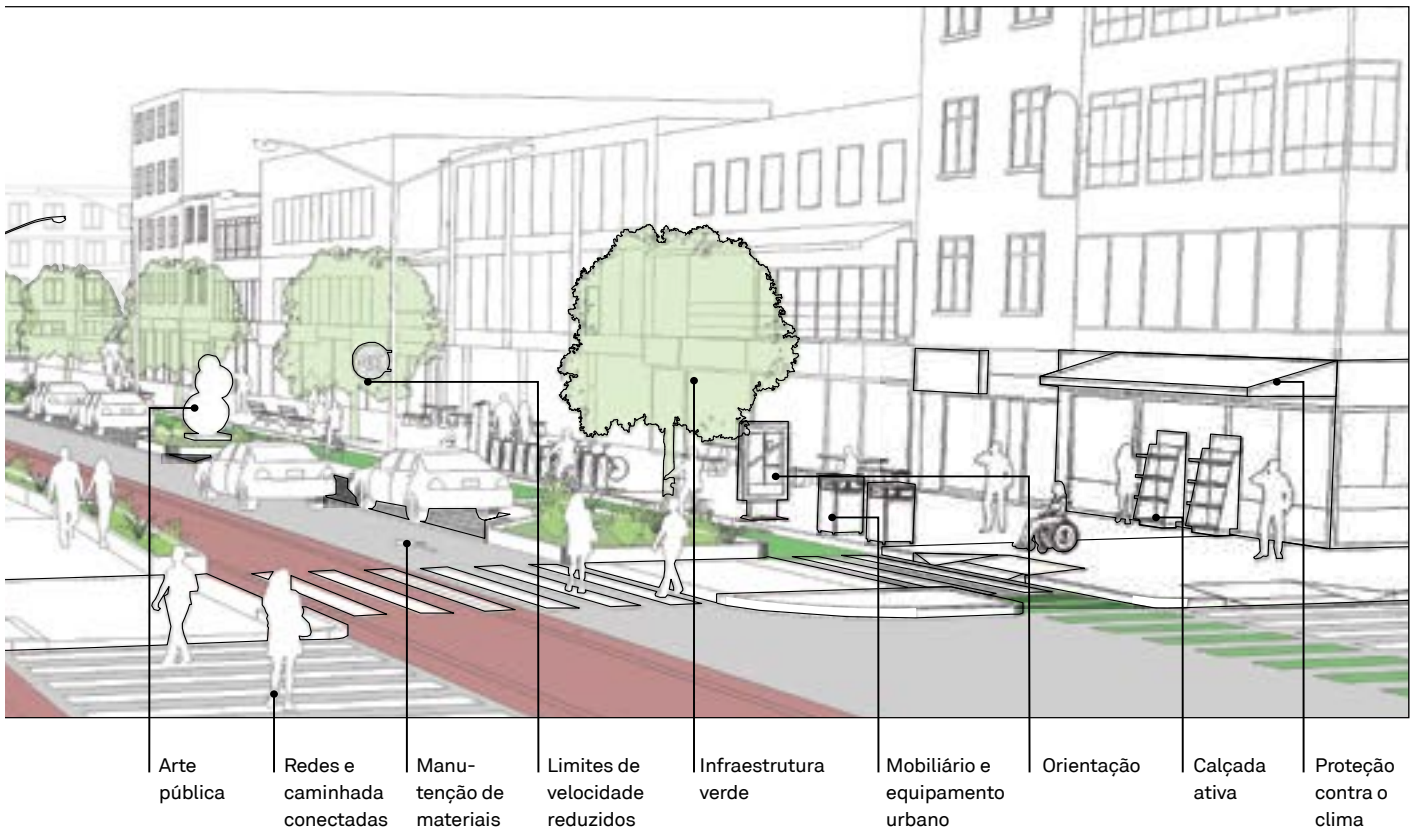 Arte
pública
Redes e
caminhada
conectadas
Manu-
tenção de
materiais
Limites de
velocidade
reduzidos
Infraestrutura
verde
Mobiliário e
equipamento
urbano
Orientação
Calçada
ativa
Proteção
contra o
clima